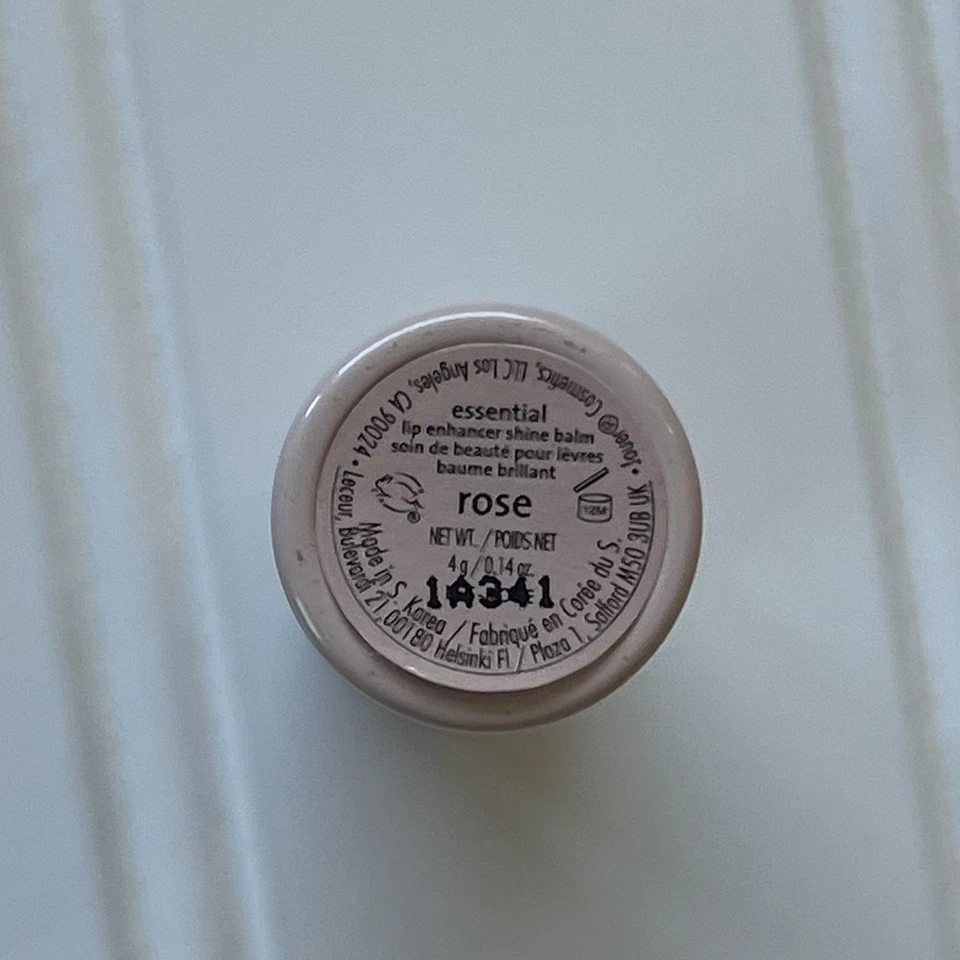 essential
lip enhancer shine balm
soin de beauté pour lèvres
baume brillant
rose
NET WT. / POIDS NET
4 g / 0.14 oz
1A341
12M
Made in S. Korea / Fabriqué en Corée du S.
Jouer® Cosmetics, LLC Los Angeles, CA 90024 • Leceur, Bulevardi 21, 00180 Helsinki FI / Plaza 1, Salford M50 3UB UK •